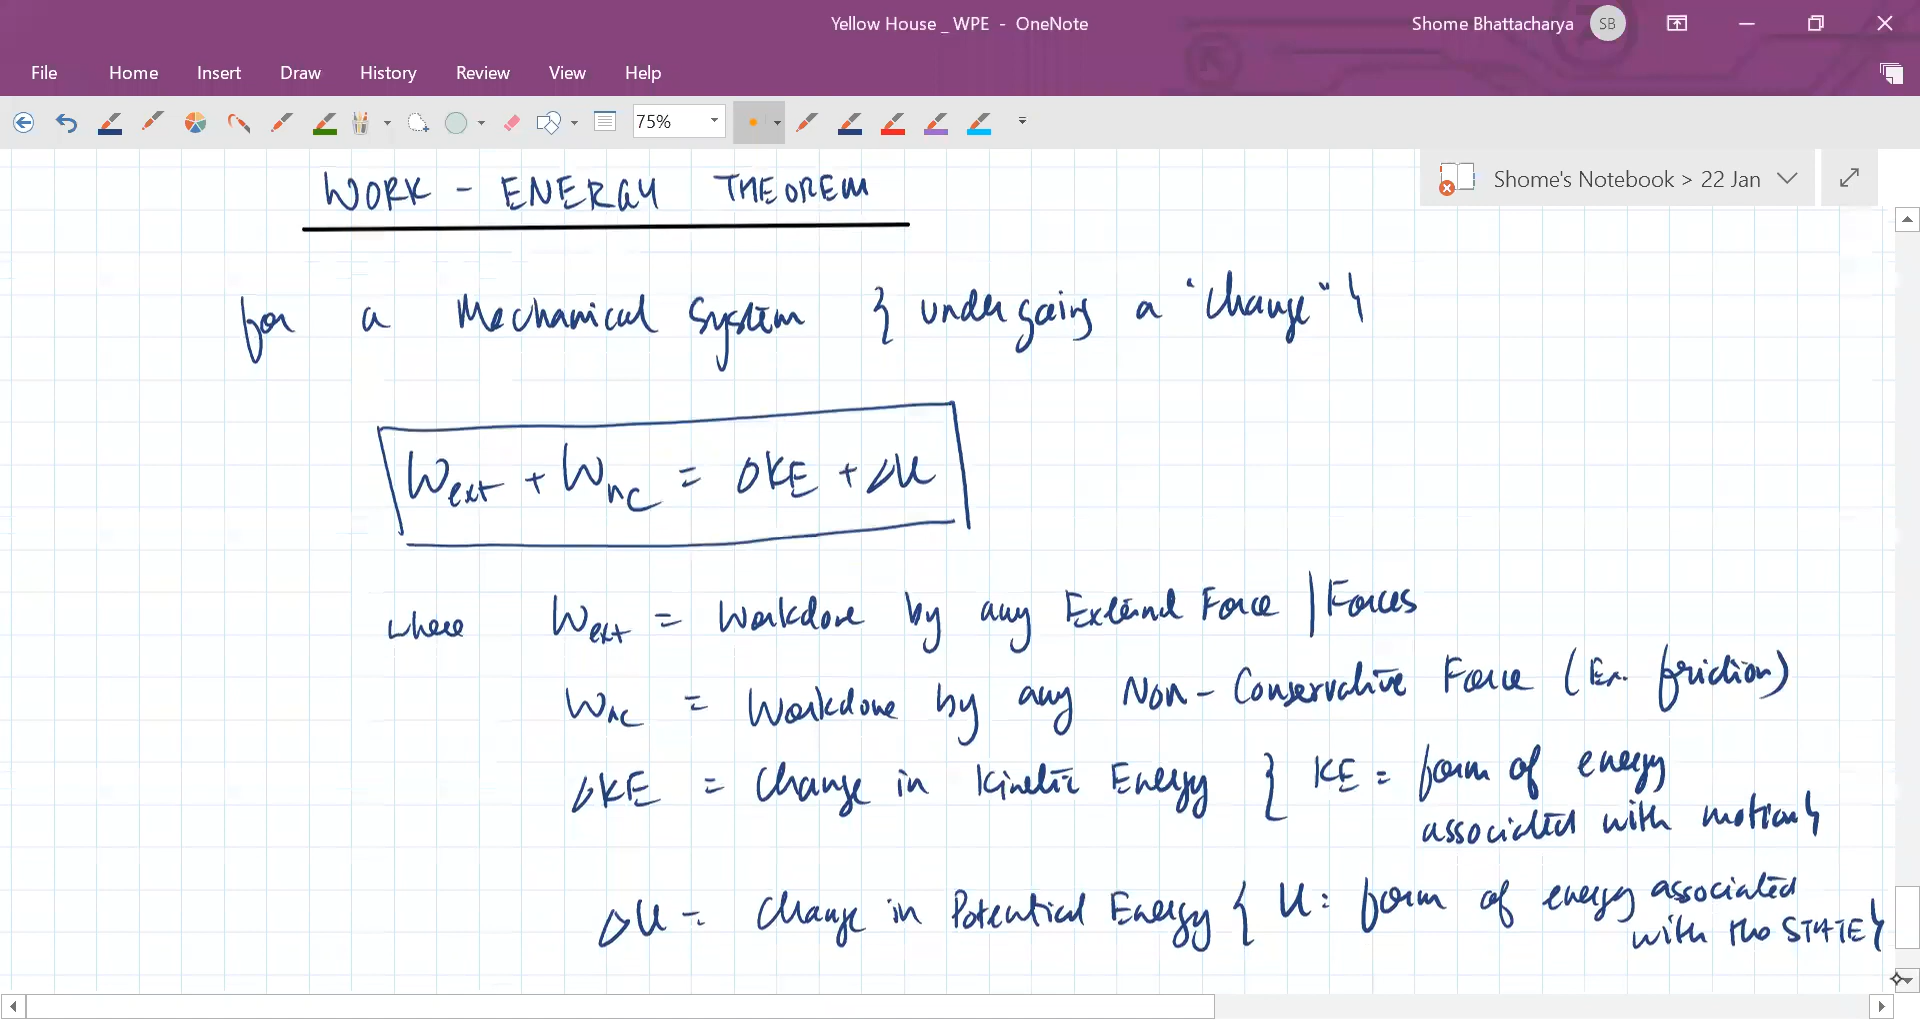 Yellow House _ WPE - OneNote
Shome Bhattacharya SB
File Home Insert Draw History Review View Help
75%
Shome's Notebook > 22 Jan
WORK - ENERGY THEOREM
for a Mechanical System { undergoing a "Change" }
Wext + Wnc = ΔKE + ΔU
where Wext = Workdone by any External Force | Forces
Wnc = Workdone by any Non-Conservative Force (Ex. friction)
ΔKE = Change in Kinetic Energy { KE = form of energy
associated with motion }
ΔU = Change in Potential Energy { U: form of energy associated
with the STATE }